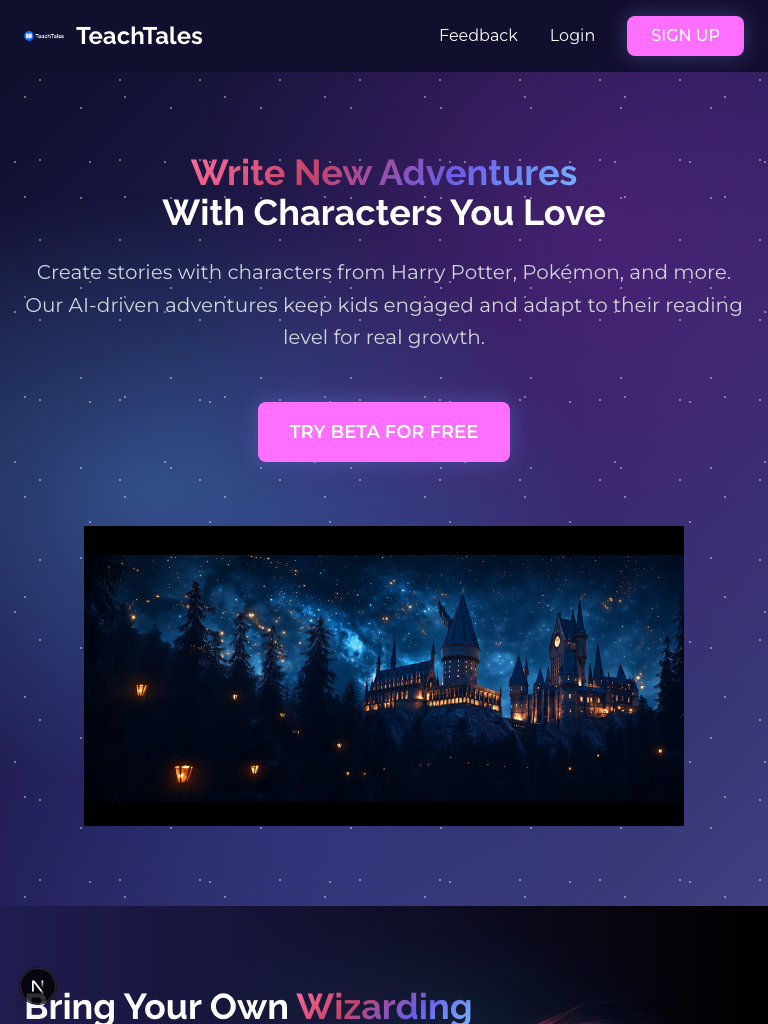 TeachTales TeachTales Feedback Login SIGN UP
Write New Adventures
With Characters You Love
Create stories with characters from Harry Potter, Pokémon, and more.
Our AI-driven adventures keep kids engaged and adapt to their reading
level for real growth.
TRY BETA FOR FREE
N
Bring Your Own Wizarding